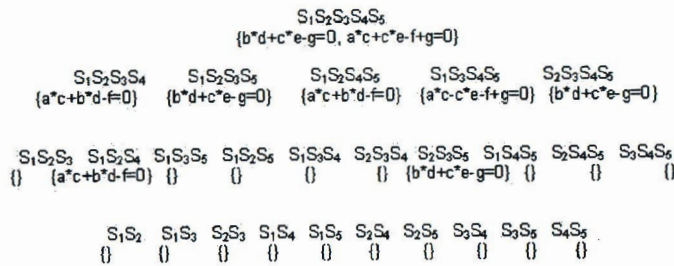 S₁S₂S₃S₄S₅
{b*d+c*e-g=0, a*c+c*e-f+g=0}
S₁S₂S₃S₄ S₁S₂S₃S₅ S₁S₂S₄S₅ S₁S₃S₄S₅ S₂S₃S₄S₅
{a*c+b*d-f=0} {b*d+c*e-g=0} {a*c+b*d-f=0} {a*c-c*e-f+g=0} {b*d+c*e-g=0}
S₁S₂S₃ S₁S₂S₄ S₁S₃S₅ S₁S₂S₅ S₁S₃S₄ S₂S₃S₄ S₂S₃S₅ S₁S₄S₅ S₂S₄S₅ S₃S₄S₅
{} {a*c+b*d-f=0} {} {} {} {} {b*d+c*e-g=0} {} {} {}
S₁S₂ S₁S₃ S₂S₃ S₁S₄ S₁S₅ S₂S₄ S₂S₅ S₃S₄ S₃S₅ S₄S₅
{} {} {} {} {} {} {} {} {} {}